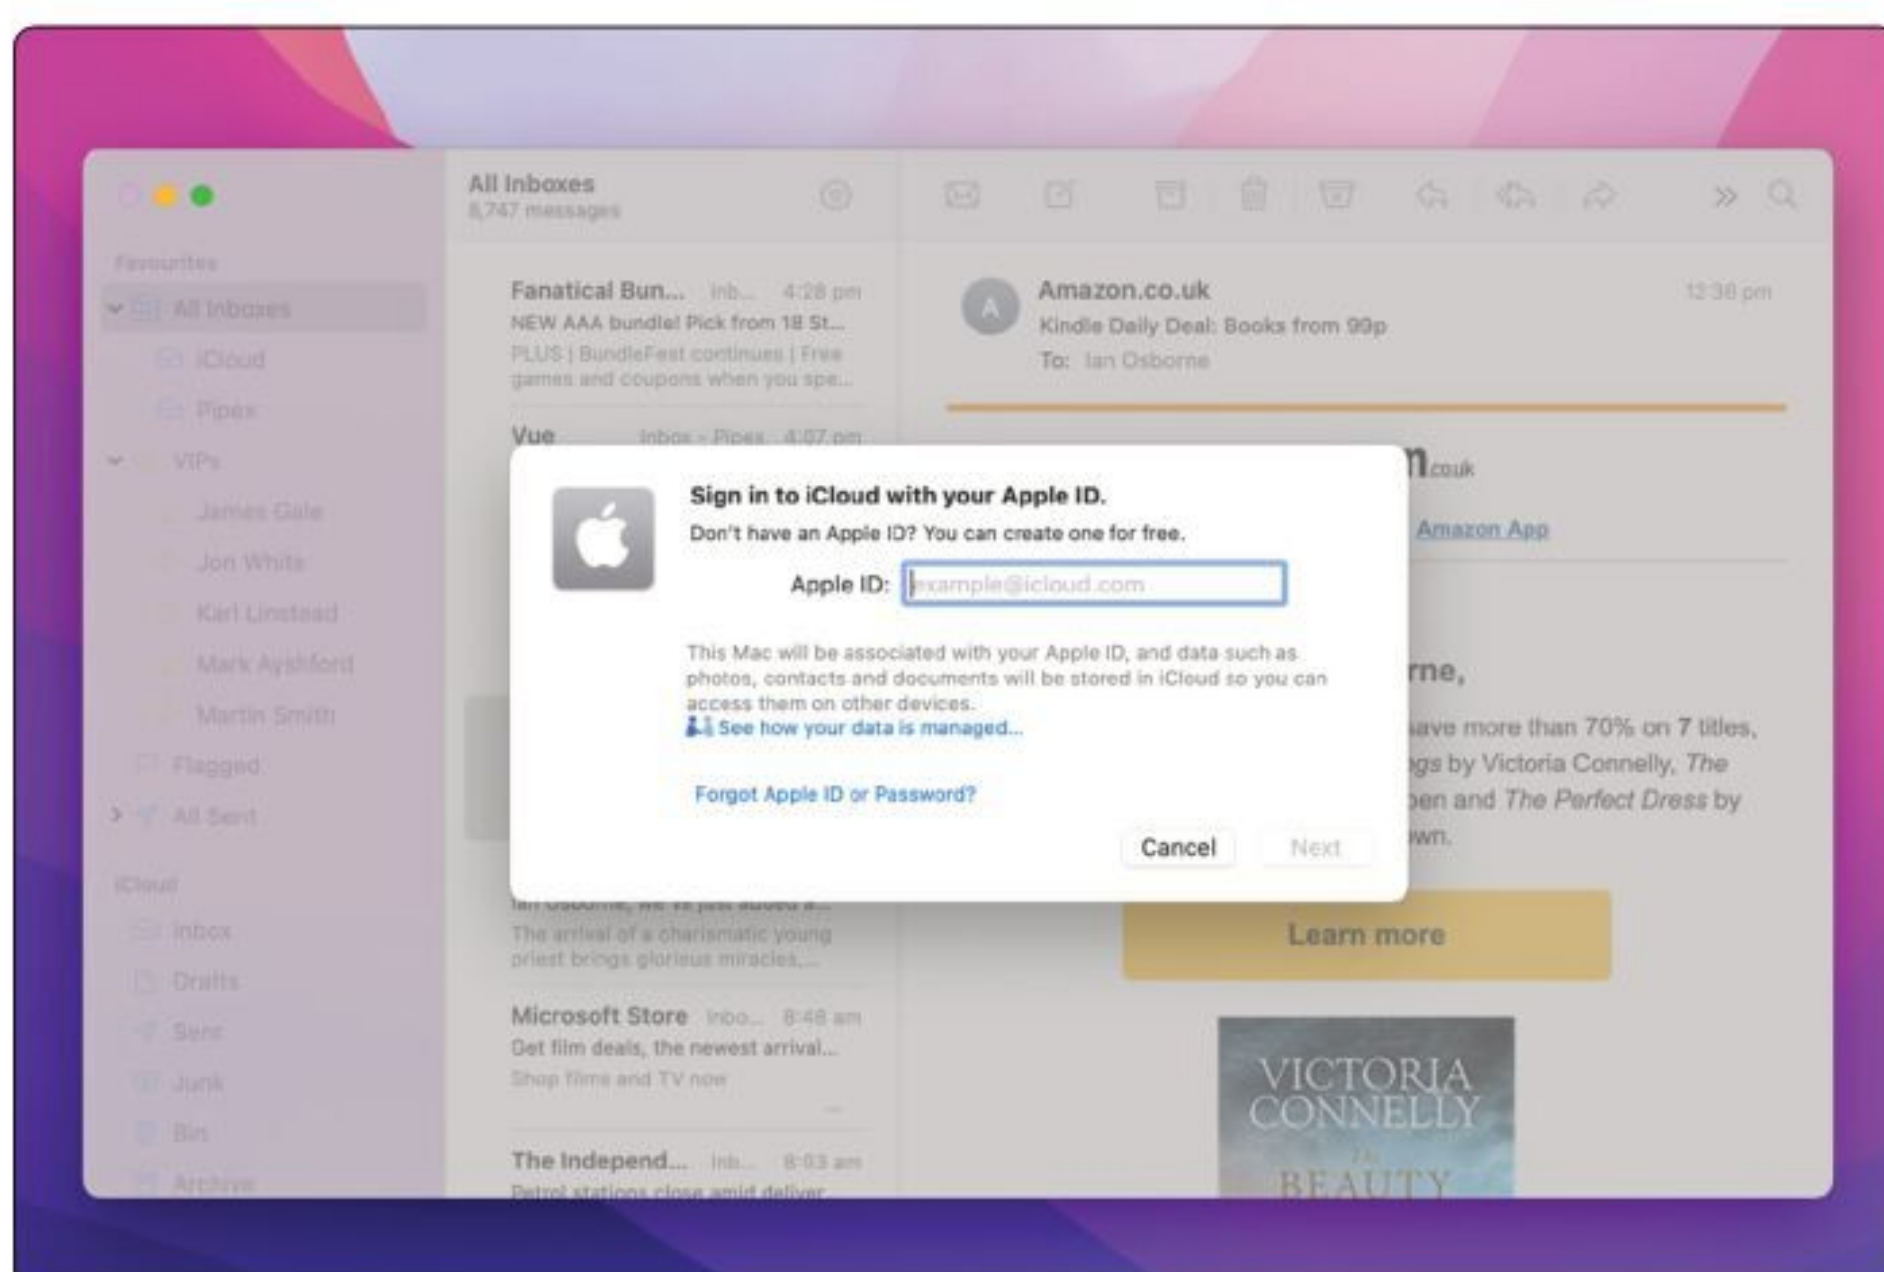 All Inboxes
8,747 messages
Favourites
All Inboxes
iCloud
Pipex
VIPs
James Gale
Jon White
Karl Linstead
Mark Ayshford
Martin Smith
Flagged
All Sent
iCloud
Inbox
Drafts
Sent
Junk
Bin
Archive
Fanatical Bun... Inb... 4:28 pm
NEW AAA bundle! Pick from 18 St...
PLUS | BundleFest continues | Free
games and coupons when you spe...
Vue Inbox - Pipex 4:07 pm
Ian Osborne, we've just added a...
The arrival of a charismatic young
priest brings glorious miracles,...
Microsoft Store Inbo... 8:48 am
Get film deals, the newest arrival...
Shop films and TV now
The Independ... Inb... 8:03 am
Petrol stations close amid deliver
A
Amazon.co.uk 12:36 pm
Kindle Daily Deal: Books from 99p
To: Ian Osborne
n.co.uk
Amazon App
rne,
ave more than 70% on 7 titles,
gs by Victoria Connelly, The
pen and The Perfect Dress by
wn.
Learn more
VICTORIA
CONNELLY
The
BEAUTY
Sign in to iCloud with your Apple ID.
Don't have an Apple ID? You can create one for free.
Apple ID: example@icloud.com
This Mac will be associated with your Apple ID, and data such as
photos, contacts and documents will be stored in iCloud so you can
access them on other devices.
See how your data is managed...
Forgot Apple ID or Password?
Cancel Next